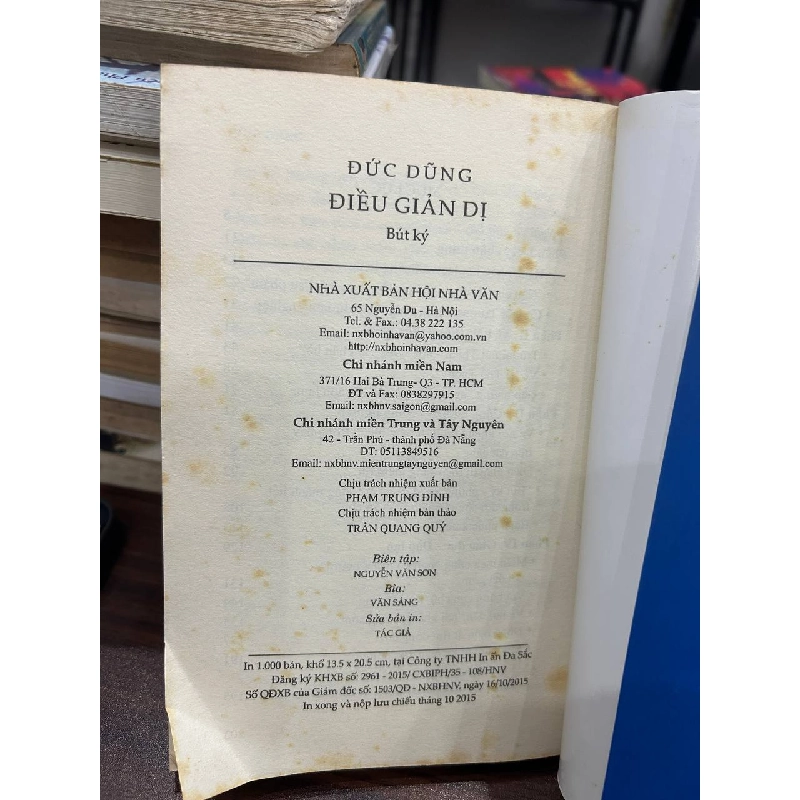 ĐỨC DŨNG
ĐIỀU GIẢN DỊ
Bút ký
NHÀ XUẤT BẢN HỘI NHÀ VĂN
65 Nguyễn Du - Hà Nội
Tel. & Fax.: 04.38 222 135
Email: nxbhoinhavan@yahoo.com.vn
http://nxbhoinhavan.com
Chi nhánh miền Nam
371/16 Hai Bà Trưng- Q3 - TP. HCM
ĐT và Fax: 0838297915
Email: nxbhnv.saigon@gmail.com
Chi nhánh miền Trung và Tây Nguyên
42 - Trần Phú - thành phố Đà Nẵng
DT: 05113849516
Email: nxbhnv.mientrungtaynguyen@gmail.com
Chịu trách nhiệm xuất bản
PHẠM TRUNG ĐỈNH
Chịu trách nhiệm bản thảo
TRẦN QUANG QUÝ
Biên tập:
NGUYỄN VĂN SƠN
Bìa:
VĂN SÁNG
Sửa bản in:
TÁC GIẢ
In 1.000 bản, khổ 13.5 x 20.5 cm, tại Công ty TNHH In ấn Đa Sắc
Đăng ký KHXB số: 2961 - 2015/ CXBIPH/35 - 108/HNV
Số QĐXB của Giám đốc số: 1503/QĐ - NXBHNV, ngày 16/10/2015
In xong và nộp lưu chiểu tháng 10 2015